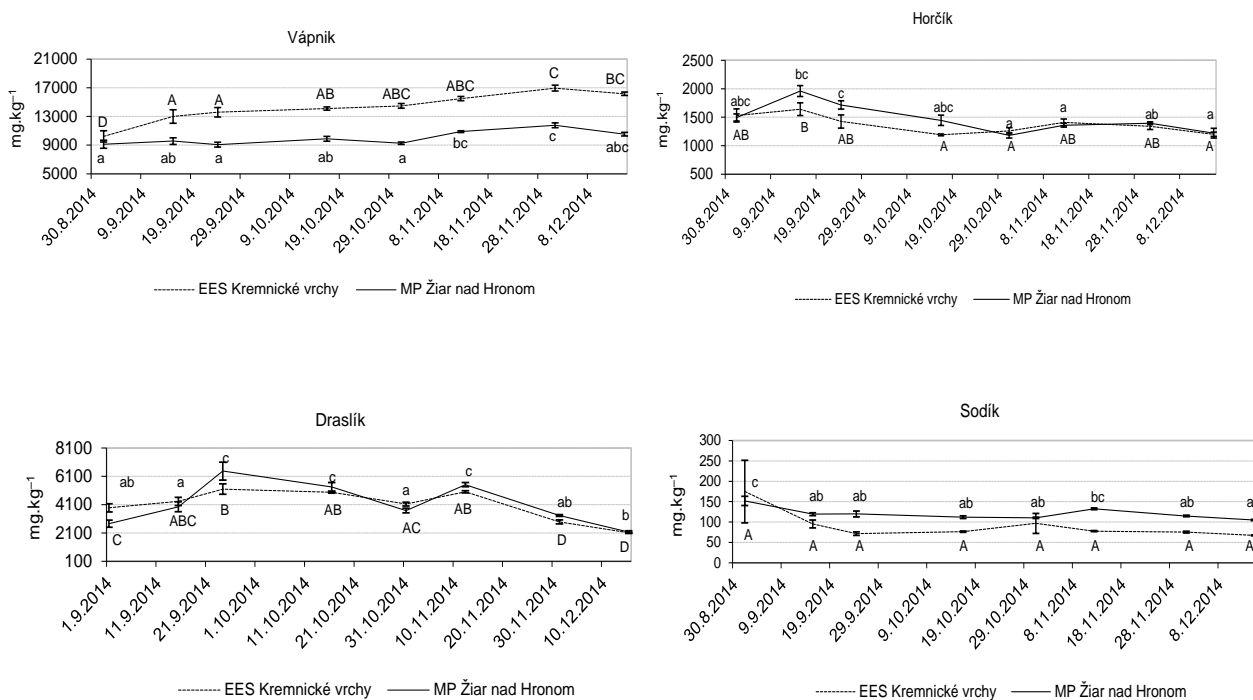 Vápnik
mg.kg⁻¹
21000
17000
13000
9000
5000
D A A AB ABC ABC C BC
a ab a ab a bc c abc
30.8.2014 9.9.2014 19.9.2014 29.9.2014 9.10.2014 19.10.2014 29.10.2014 8.11.2014 18.11.2014 28.11.2014 8.12.2014
EES Kremnické vrchy MP Žiar nad Hronom
Horčík
mg.kg⁻¹
2500
2000
1500
1000
500
abc bc c abc a a ab a
AB B AB A A AB AB A
30.8.2014 9.9.2014 19.9.2014 29.9.2014 9.10.2014 19.10.2014 29.10.2014 8.11.2014 18.11.2014 28.11.2014 8.12.2014
EES Kremnické vrchy MP Žiar nad Hronom
Draslík
mg.kg⁻¹
8100
6100
4100
2100
100
ab a c c a c ab b
C ABC B AB AC AB D D
1.9.2014 11.9.2014 21.9.2014 1.10.2014 11.10.2014 21.10.2014 31.10.2014 10.11.2014 20.11.2014 30.11.2014 10.12.2014
EES Kremnické vrchy MP Žiar nad Hronom
Sodík
mg.kg⁻¹
300
250
200
150
100
50
0
c ab ab ab ab bc ab a
A A A A A A A A
30.8.2014 9.9.2014 19.9.2014 29.9.2014 9.10.2014 19.10.2014 29.10.2014 8.11.2014 18.11.2014 28.11.2014 8.12.2014
EES Kremnické vrchy MP Žiar nad Hronom